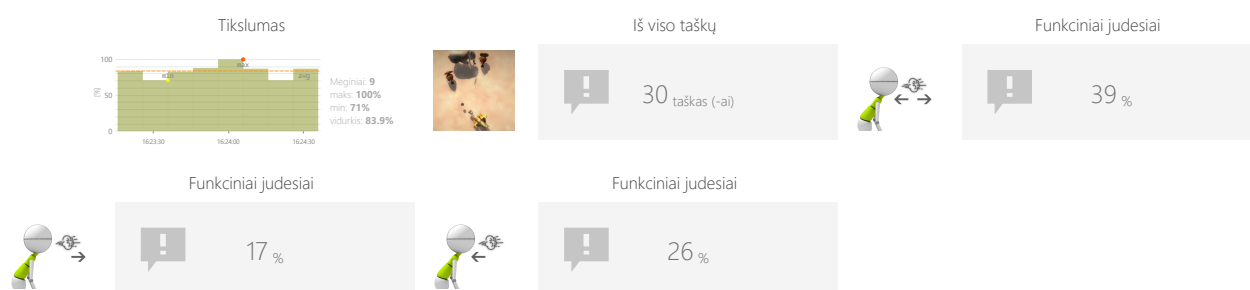 Tikslumas
Iš viso taškų
Funkciniai judesiai
100
50
0
[%]
min
max
avg
16:23:30
16:24:00
16:24:30
Mėginiai: 9
maks: 100%
min: 71%
vidurkis: 83.9%
30 taškas (-ai)
39 %
Funkciniai judesiai
Funkciniai judesiai
17 %
26 %